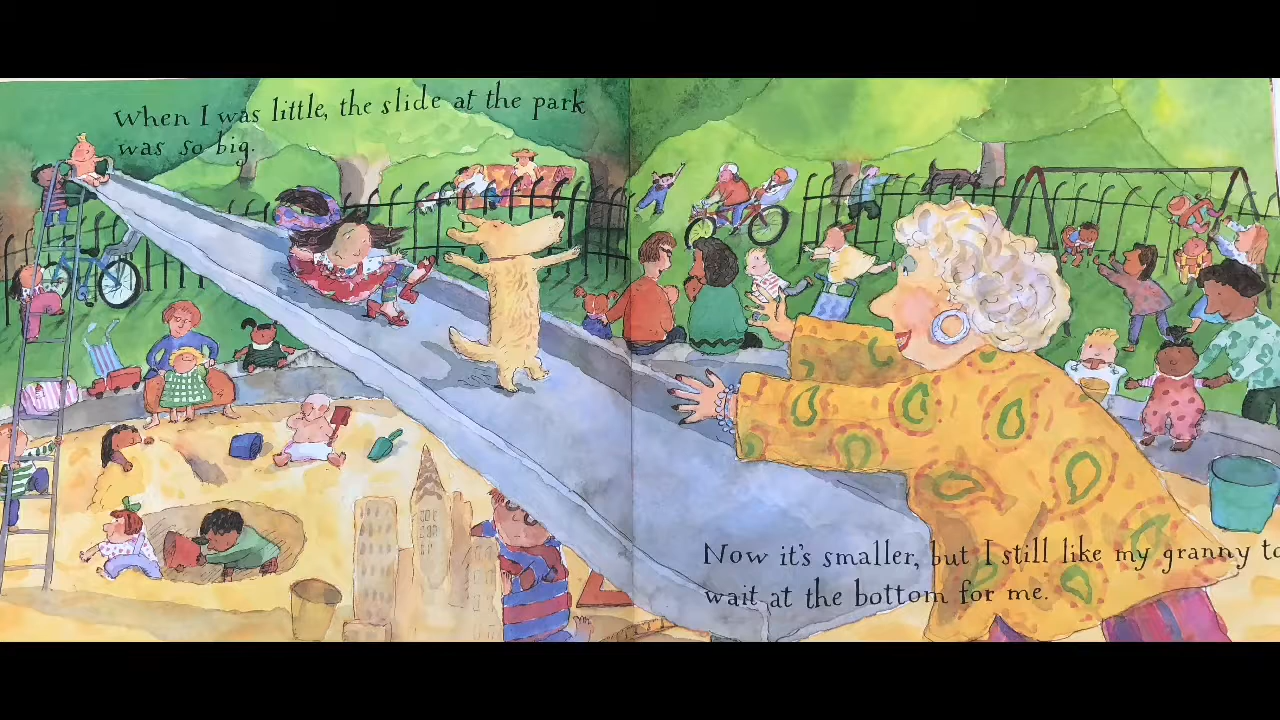 When I was little, the slide at the park
was so big.
Now it's smaller, but I still like my granny to
wait at the bottom for me.